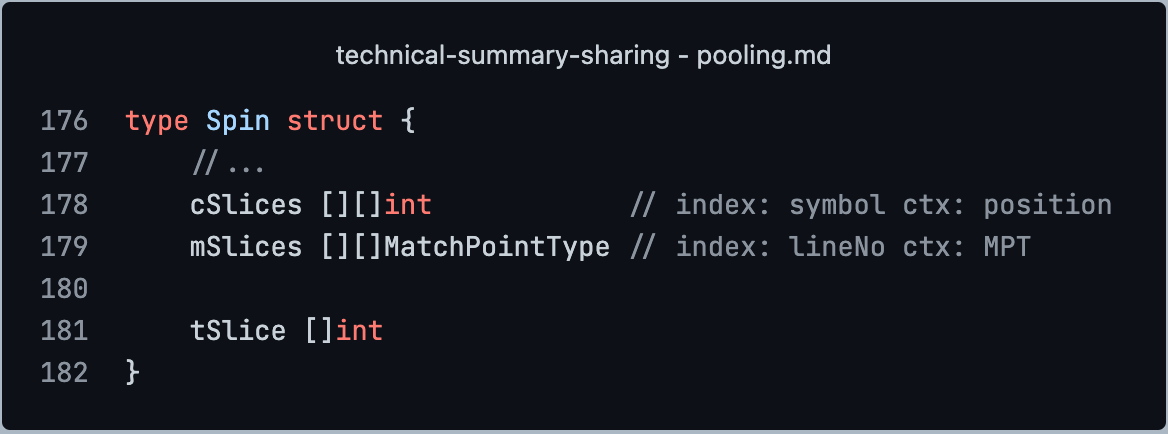 technical-summary-sharing - pooling.md
176 type Spin struct {
177 //...
178 cSlices [][]int // index: symbol ctx: position
179 mSlices [][]MatchPointType // index: lineNo ctx: MPT
180
181 tSlice []int
182 }